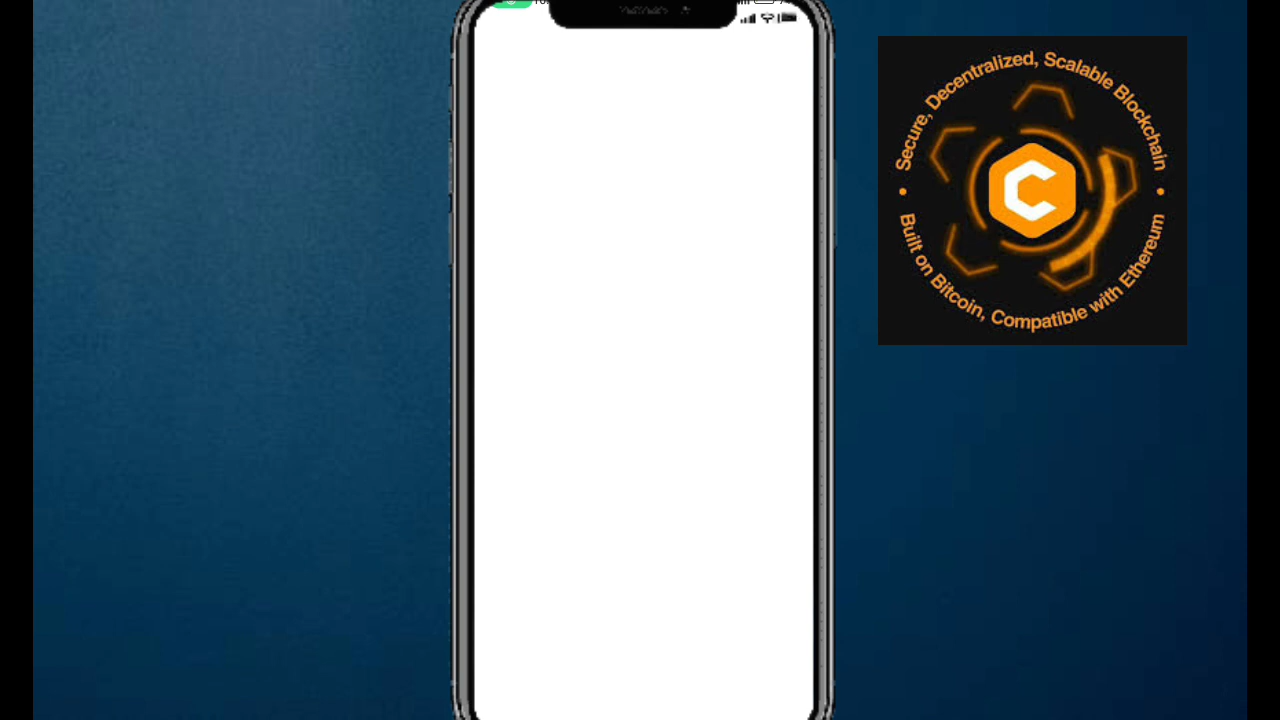 Secure, Decentralized, Scalable Blockchain
Built on Bitcoin, Compatible with Ethereum